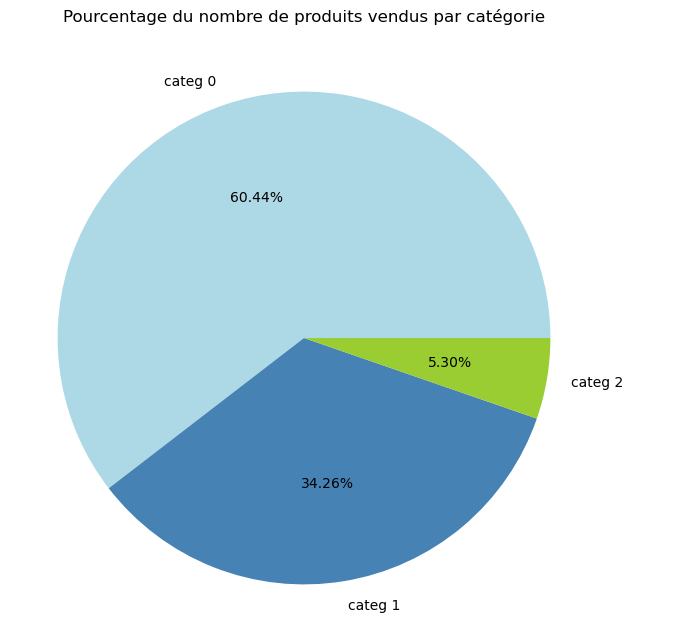 Pourcentage du nombre de produits vendus par catégorie
categ 0
60.44%
5.30%
categ 2
34.26%
categ 1